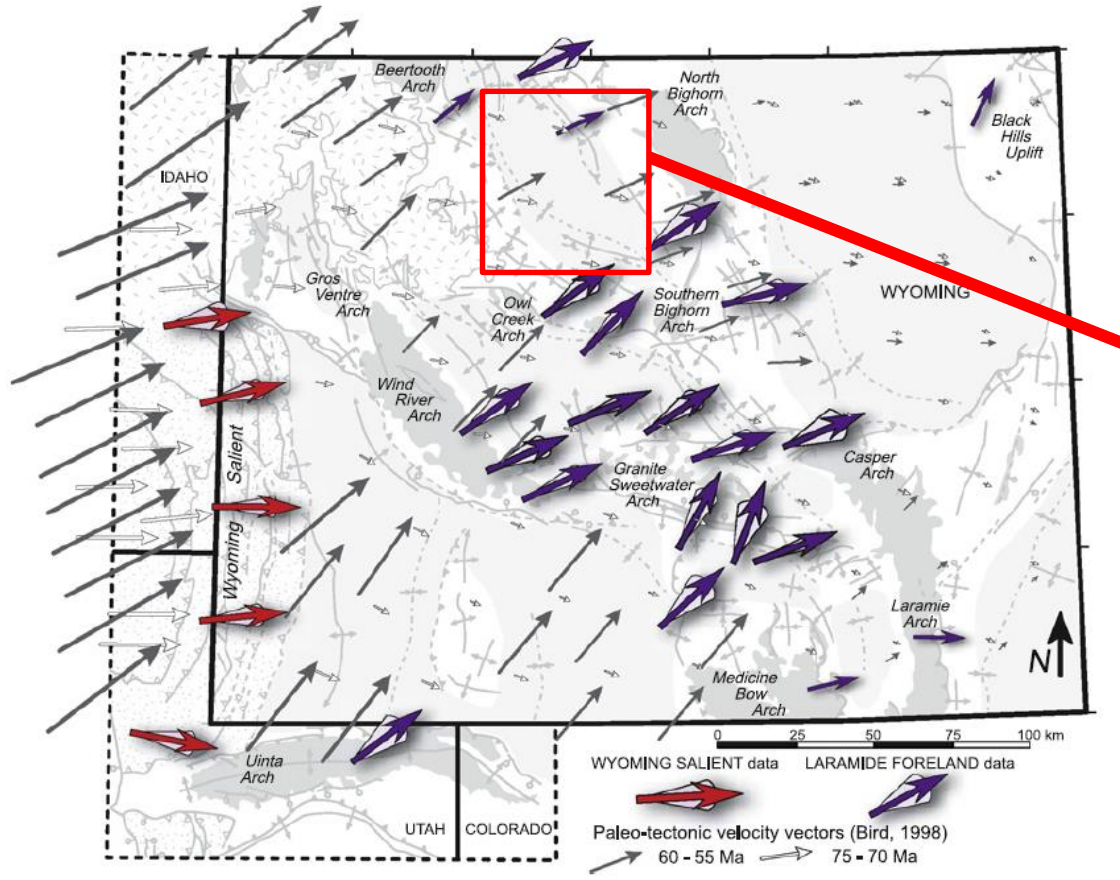 Beertooth
Arch
North
Bighorn
Arch
Black
Hills
Uplift
IDAHO
Gros
Ventre
Arch
Owl
Creek
Arch
Southern
Bighorn
Arch
WYOMING
Wind
River
Arch
Wyoming Salient
Granite
Sweetwater
Arch
Casper
Arch
Laramie
Arch
N
Medicine
Bow
Arch
Uinta
Arch
UTAH
COLORADO
0 25 50 75 100 km
WYOMING SALIENT data LARAMIDE FORELAND data
Paleo-tectonic velocity vectors (Bird, 1998)
60 - 55 Ma 75 - 70 Ma